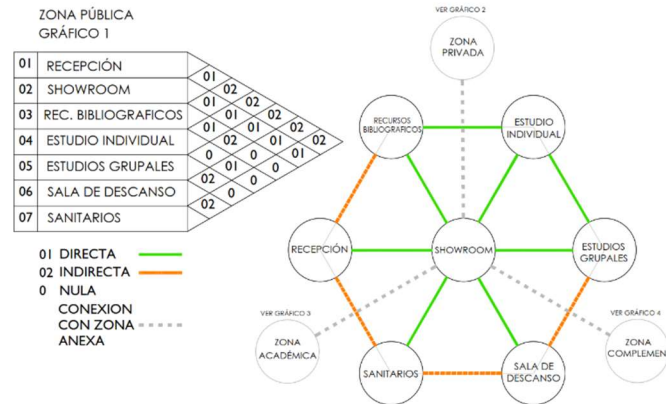 ZONA PÚBLICA
GRÁFICO 1
01 RECEPCIÓN
02 SHOWROOM
03 REC. BIBLIOGRAFICOS
04 ESTUDIO INDIVIDUAL
05 ESTUDIOS GRUPALES
06 SALA DE DESCANSO
07 SANITARIOS
01 02
01 02
01 01 02
02 01 02
0 0 01
02 01 0
02 0
01 DIRECTA
02 INDIRECTA
0 NULA
CONEXION
CON ZONA
ANEXA
VER GRÁFICO 2
ZONA
PRIVADA
RECURSOS
BIBLIOGRAFICOS
ESTUDIO
INDIVIDUAL
RECEPCIÓN
SHOWROOM
ESTUDIOS
GRUPALES
VER GRÁFICO 3
ZONA
ACADÉMICA
VER GRÁFICO 4
ZONA
COMPLEMEN
SANITARIOS
SALA DE
DESCANSO